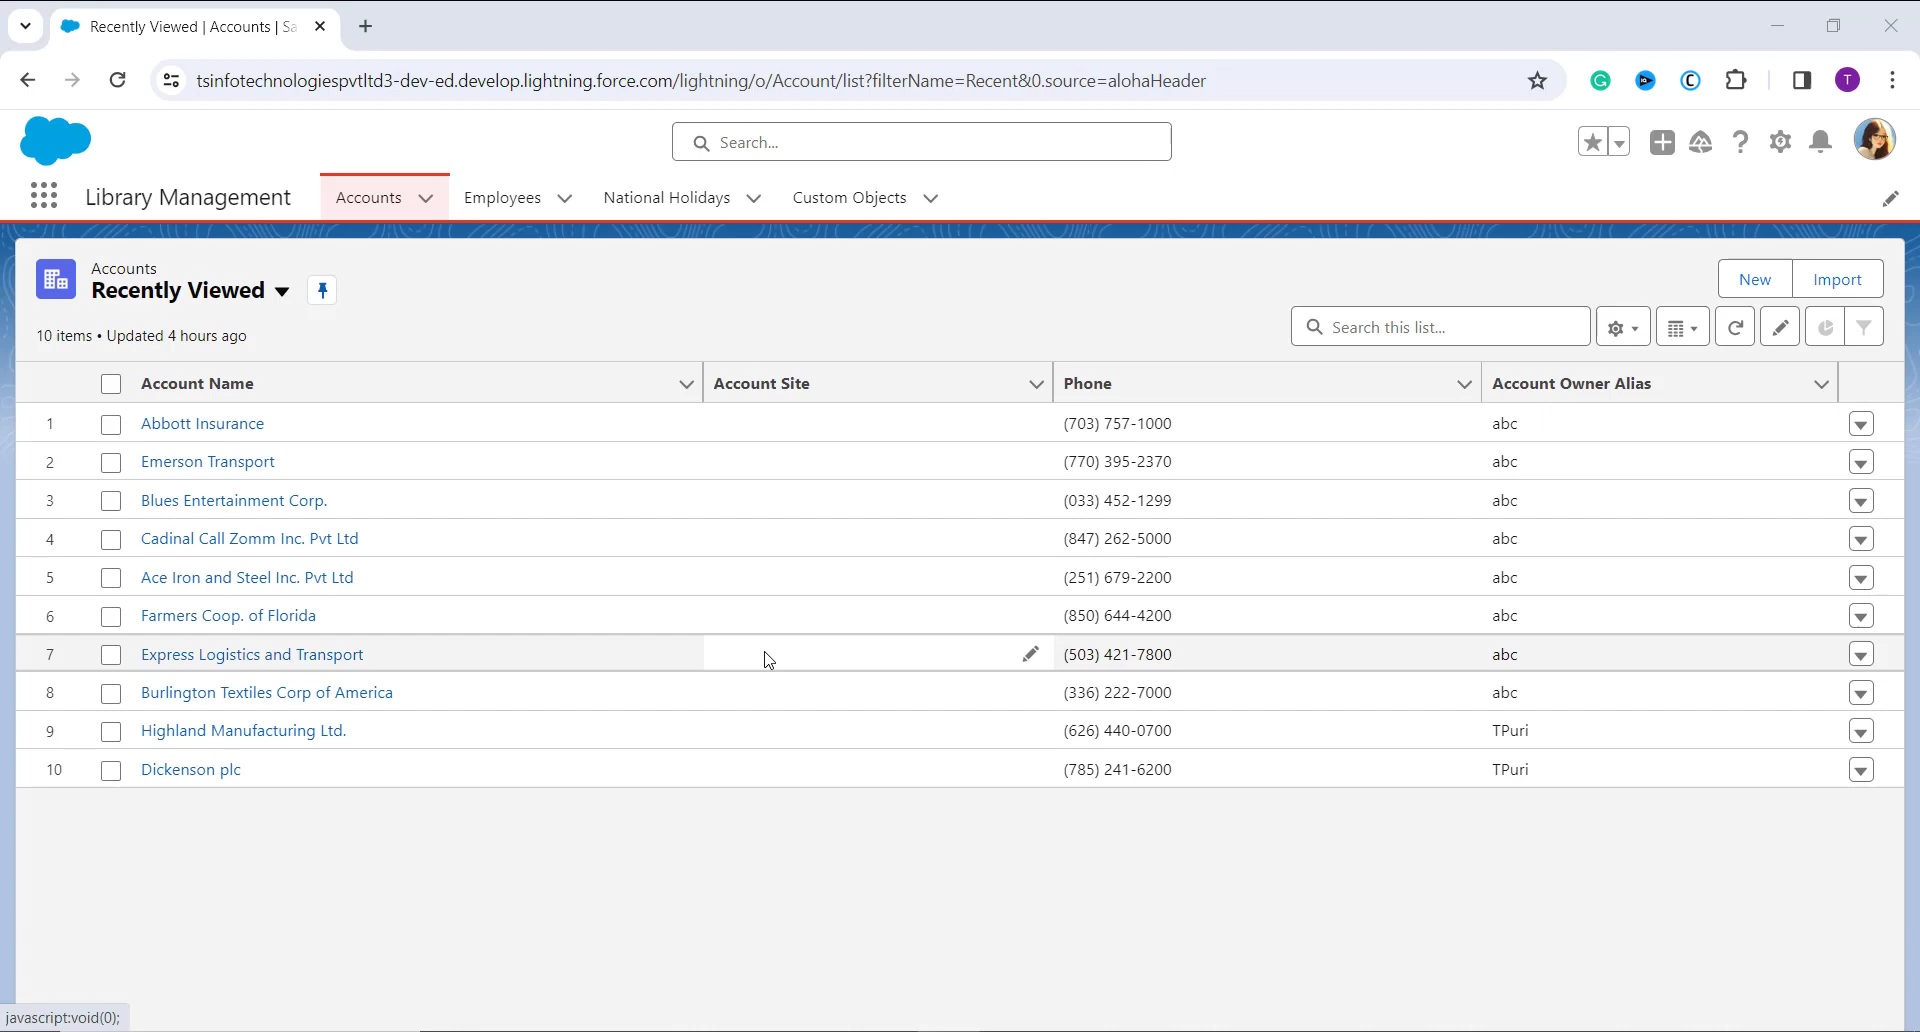 Recently Viewed | Accounts | Sa
tsinfotechnologiespvtltd3-dev-ed.develop.lightning.force.com/lightning/o/Account/list?filterName=Recent&0.source=alohaHeader
T
Search...
Library Management
Accounts
Employees
National Holidays
Custom Objects
Accounts
Recently Viewed
New
Import
10 items • Updated 4 hours ago
Search this list...
Account Name Account Site Phone Account Owner Alias
1 Abbott Insurance (703) 757-1000 abc
2 Emerson Transport (770) 395-2370 abc
3 Blues Entertainment Corp. (033) 452-1299 abc
4 Cadinal Call Zomm Inc. Pvt Ltd (847) 262-5000 abc
5 Ace Iron and Steel Inc. Pvt Ltd (251) 679-2200 abc
6 Farmers Coop. of Florida (850) 644-4200 abc
7 Express Logistics and Transport (503) 421-7800 abc
8 Burlington Textiles Corp of America (336) 222-7000 abc
9 Highland Manufacturing Ltd. (626) 440-0700 TPuri
10 Dickenson plc (785) 241-6200 TPuri
javascript:void(0);